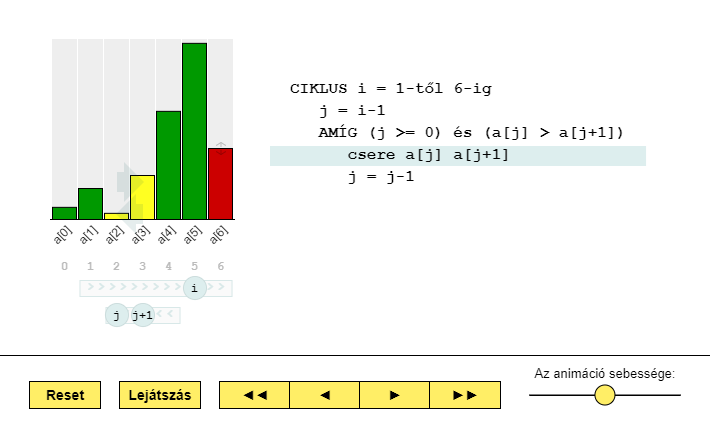 CIKLUS i = 1-től 6-ig
j = i-1
AMÍG (j >= 0) és (a[j] > a[j+1])
csere a[j] a[j+1]
j = j-1
a[0] a[1] a[2] a[3] a[4] a[5] a[6]
0 1 2 3 4 5 6
i
j j+1
Az animáció sebessége:
Reset Lejátszás